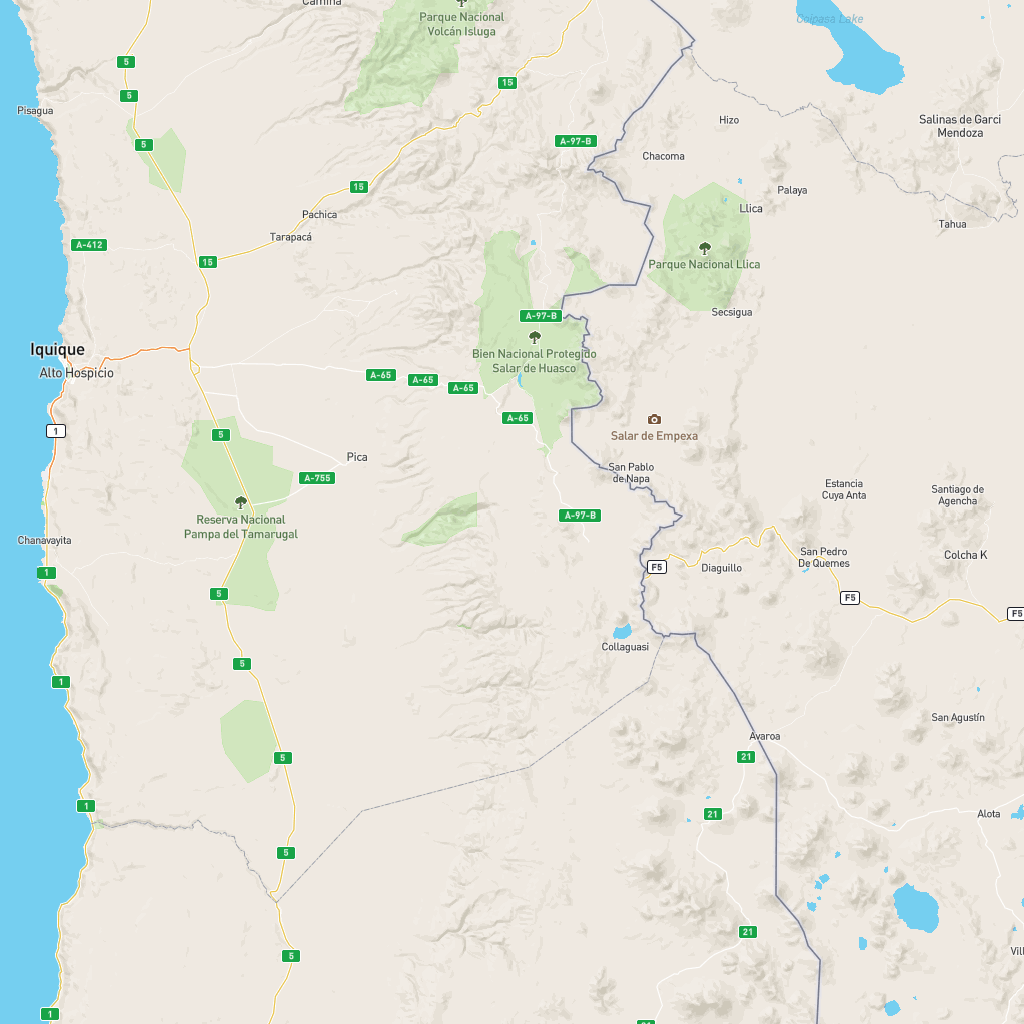 Camiña
Parque Nacional
Volcán Isluga
Coipasa Lake
5
15
5
Pisagua
Hizo
Salinas de Garci
Mendoza
5
A-97-B
Chacoma
15
Palaya
Llica
Pachica
Tahua
Tarapacá
A-412
15
Parque Nacional Llica
A-97-B
Secsigua
Iquique
Bien Nacional Protegido
Salar de Huasco
Alto Hospicio
A-65
A-65
A-65
A-65
1
5
Salar de Empexa
Pica
A-755
San Pablo
de Napa
Estancia
Cuya Anta
Santiago de
Agencha
Reserva Nacional
Pampa del Tamarugal
A-97-B
Chanavayita
San Pedro
De Quemes
Colcha K
F5
Diaguillo
1
5
F5
F5
Collaguasi
5
1
San Agustín
Avaroa
21
5
1
21
Alota
5
21
5
Vil
1
21